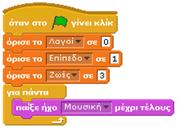 όταν στο γίνει κλικ
όρισε το Λαγοί σε 0
όρισε το Επίπεδο σε 1
όρισε το Ζωές σε 3
για πάντα
παίξε ήχο Μουσική μέχρι τέλους